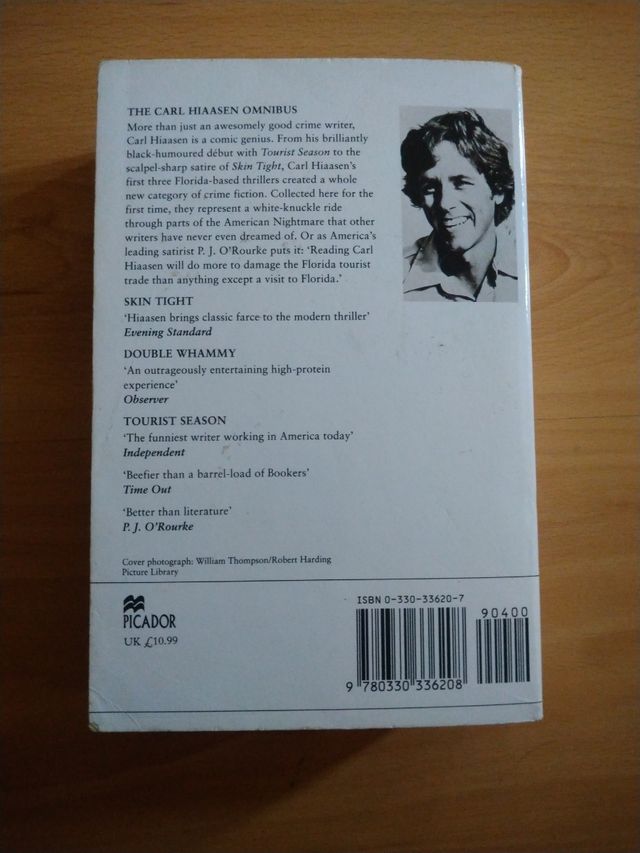 THE CARL HIAASEN OMNIBUS
More than just an awesomely good crime writer,
Carl Hiaasen is a comic genius. From his brilliantly
black-humoured début with Tourist Season to the
scalpel-sharp satire of Skin Tight, Carl Hiaasen's
first three Florida-based thrillers created a whole
new category of crime fiction. Collected here for the
first time, they represent a white-knuckle ride
through parts of the American Nightmare that other
writers have never even dreamed of. Or as America's
leading satirist P. J. O'Rourke puts it: ‘Reading Carl
Hiaasen will do more to damage the Florida tourist
trade than anything except a visit to Florida.’
SKIN TIGHT
‘Hiaasen brings classic farce to the modern thriller’
Evening Standard
DOUBLE WHAMMY
‘An outrageously entertaining high-protein
experience’
Observer
TOURIST SEASON
‘The funniest writer working in America today’
Independent
‘Beefier than a barrel-load of Bookers’
Time Out
‘Better than literature’
P. J. O'Rourke
Cover photograph: William Thompson/Robert Harding
Picture Library
PICADOR
UK £10.99
ISBN 0-330-33620-7
90400
9 780330 336208